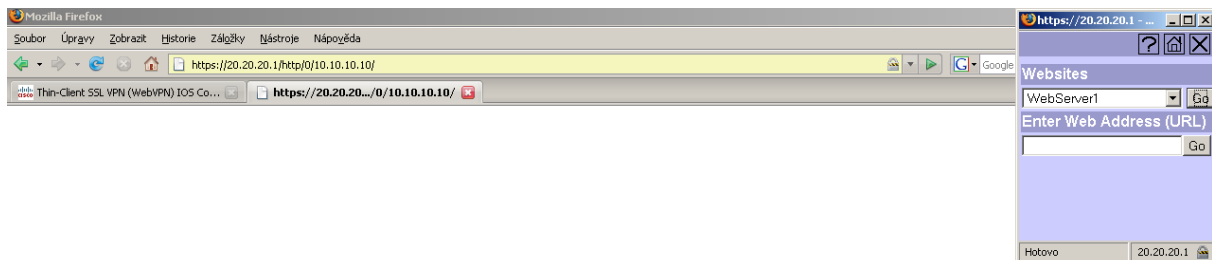 Mozilla Firefox
Soubor Úpravy Zobrazit Historie Záložky Nástroje Nápověda
https://20.20.20.1/http/0/10.10.10.10/
G Google
Thin-Client SSL VPN (WebVPN) IOS Co...
https://20.20.20.../0/10.10.10.10/
https://20.20.20.1 - ...
?
Websites
WebServer1 Go
Enter Web Address (URL)
Go
Hotovo 20.20.20.1